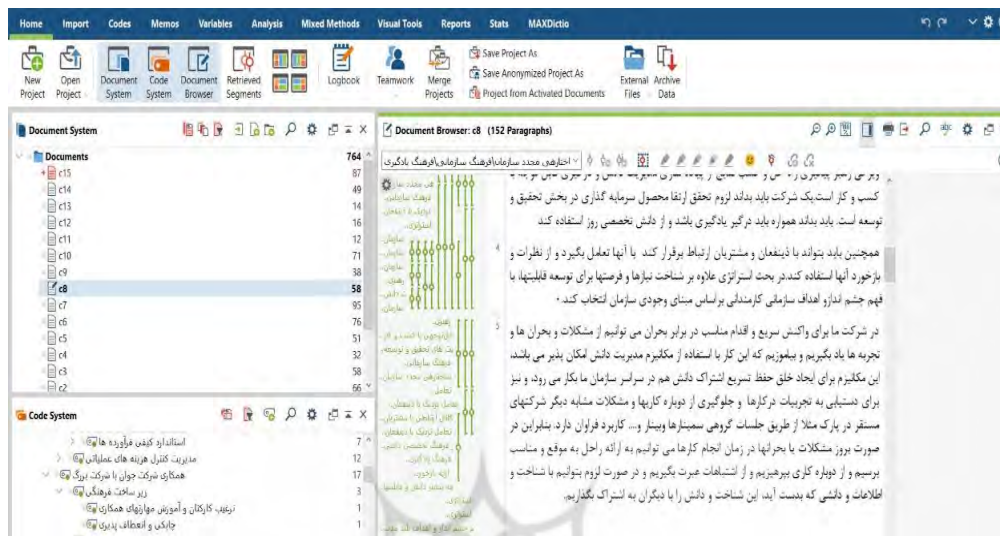 Home Import Codes Memos Variables Analysis Mixed Methods Visual Tools Reports Stats MAXDictio
New Project
Open Project
Document System
Code System
Document Browser
Retrieved Segments
Logbook
Teamwork
Merge Projects
Save Project As
Save Anonymized Project As
Project from Activated Documents
External Files
Archive Data
Document System
Documents 764
c15 87
c14 49
c13 14
c12 16
c11 12
c10 71
c9 38
c8 58
c7 95
c6 76
c5 51
c4 32
c3 58
c2 66
Code System
استاندارد کیفی فرآورده ها 7
مدیریت کنترل هزینه های عملیاتی 12
همکاری شرکت جوان با شرکت بزرگ 17
زیر ساخت فرهنگی 3
ترغیب کارکنان و آموزش مهارتهای همکاری 1
چابکی و انعطاف پذیری 1
Document Browser: c8 (152 Paragraphs)
کسب و کار است.یک شرکت باید بداند لزوم تحقق ارتقا محصول سرمایه گذاری در بخش تحقیق و
توسعه است. باید بداند همواره باید درگیر یادگیری باشد و از دانش تخصصی روز استفاده کند
4
همچنین باید بتواند با ذینفعان و مشتریان ارتباط برقرار کند با آنها تعامل بگیرد و از نظرات و
بازخورد آنها استفاده کند.در بحث استراتژی علاوه بر شناخت نیازها و فرصتها برای توسعه قابلیتها، با
فهم چشم اندازو اهداف سازمانی کارمندانی براساس مبنای وجودی سازمان انتخاب کند .
5
در شرکت ما برای واکنش سریع و اقدام مناسب در برابر بحران می توانیم از مشکلات و بحران ها و
تجربه ها یاد بگیریم و بیاموزیم که این کار با استفاده از مکانیزم مدیریت دانش امکان پذیر می باشد،
این مکانیزم برای ایجاد خلق حفظ تسریع اشتراک دانش هم در سراسر سازمان ما بکار می رود، و نیز
برای دستیابی به تجربیات درکارها و جلوگیری از دوباره کاریها و مشکلات مشابه دیگر شرکتهای
مستقر در پارک مثلا از طریق جلسات گروهی سمینارها وبینار و.... کاربرد فراوان دارد. بنابراین در
صورت بروز مشکلات یا بحرانها در زمان انجام کارها می توانیم به ارائه راحل به موقع و مناسب
برسیم و از دوباره کاری بپرهیزیم و از اشتباهات عبرت بگیریم و در صورت لزوم بتوانیم با شناخت و
اطلاعات و دانشی که بدست آید، این شناخت و دانش را با دیگران به اشتراک بگذاریم.